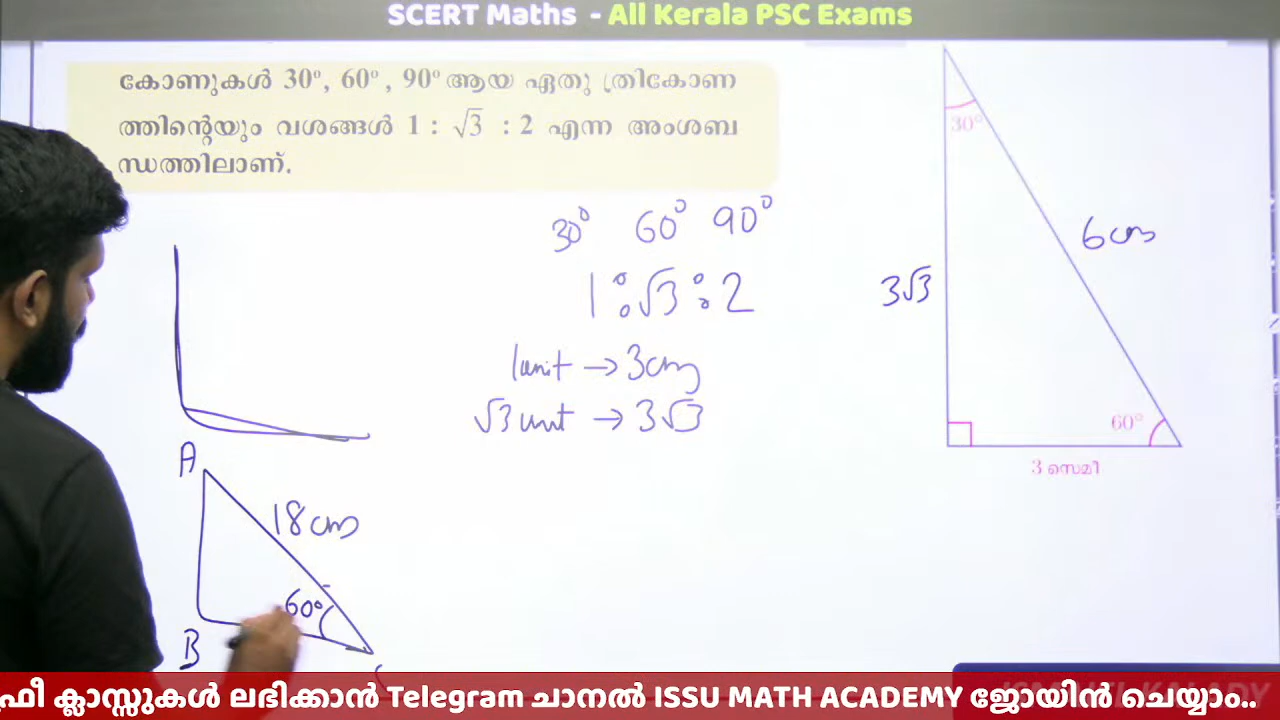 SCERT Maths - All Kerala PSC Exams
കോണുകൾ 30°, 60°, 90° ആയ ഏതു ത്രികോണ
ത്തിന്റെയും വശങ്ങൾ 1 : √3 : 2 എന്ന അംശബ
ന്ധത്തിലാണ്.
30° 60° 90°
1 : √3 : 2
1 unit → 3cm
√3 unit → 3√3
30°
6cm
3√3
60°
3 സെമീ
A
18cm
60°
B
ഫ്രീ ക്ലാസ്സുകൾ ലഭിക്കാൻ Telegram ചാനൽ ISSU MATH ACADEMY ജോയിൻ ചെയ്യാം..